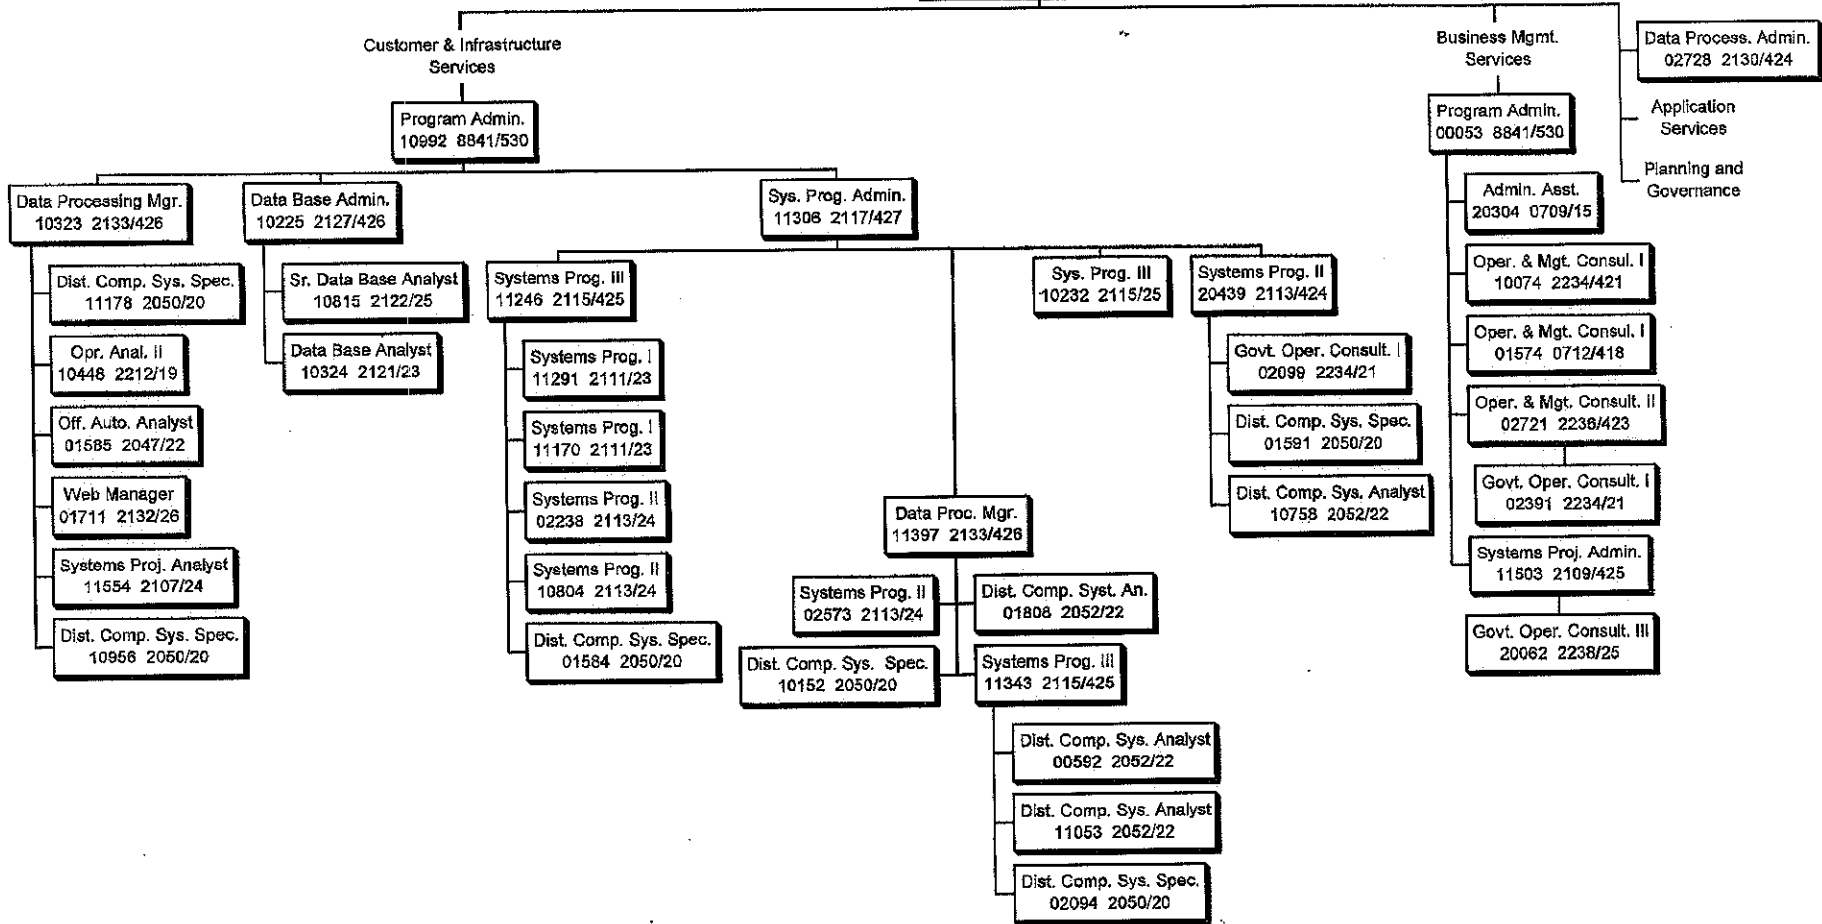 Customer & Infrastructure
Services
Program Admin.
10992 8841/530
Data Processing Mgr.
10323 2133/426
Dist. Comp. Sys. Spec.
11178 2050/20
Opr. Anal. II
10448 2212/19
Off. Auto. Analyst
01585 2047/22
Web Manager
01711 2132/26
Systems Proj. Analyst
11554 2107/24
Dist. Comp. Sys. Spec.
10956 2050/20
Data Base Admin.
10225 2127/426
Sr. Data Base Analyst
10815 2122/25
Data Base Analyst
10324 2121/23
Sys. Prog. Admin.
11306 2117/427
Systems Prog. III
11246 2115/425
Systems Prog. I
11291 2111/23
Systems Prog. I
11170 2111/23
Systems Prog. II
02238 2113/24
Systems Prog. II
10804 2113/24
Dist. Comp. Sys. Spec.
01584 2050/20
Data Proc. Mgr.
11397 2133/426
Systems Prog. II
02573 2113/24
Dist. Comp. Syst. An.
01808 2052/22
Dist. Comp. Sys. Spec.
10152 2050/20
Systems Prog. III
11343 2115/425
Dist. Comp. Sys. Analyst
00592 2052/22
Dist. Comp. Sys. Analyst
11053 2052/22
Dist. Comp. Sys. Spec.
02094 2050/20
Sys. Prog. III
10232 2115/25
Systems Prog. II
20439 2113/424
Govt. Oper. Consult. I
02099 2234/21
Dist. Comp. Sys. Spec.
01591 2050/20
Dist. Comp. Sys. Analyst
10758 2052/22
Business Mgmt.
Services
Program Admin.
00053 8841/530
Admin. Asst.
20304 0709/15
Oper. & Mgt. Consul. I
10074 2234/421
Oper. & Mgt. Consul. I
01574 0712/418
Oper. & Mgt. Consult. II
02721 2236/423
Govt. Oper. Consult. I
02391 2234/21
Systems Proj. Admin.
11503 2109/425
Govt. Oper. Consult. III
20062 2238/25
Data Process. Admin.
02728 2130/424
Application
Services
Planning and
Governance